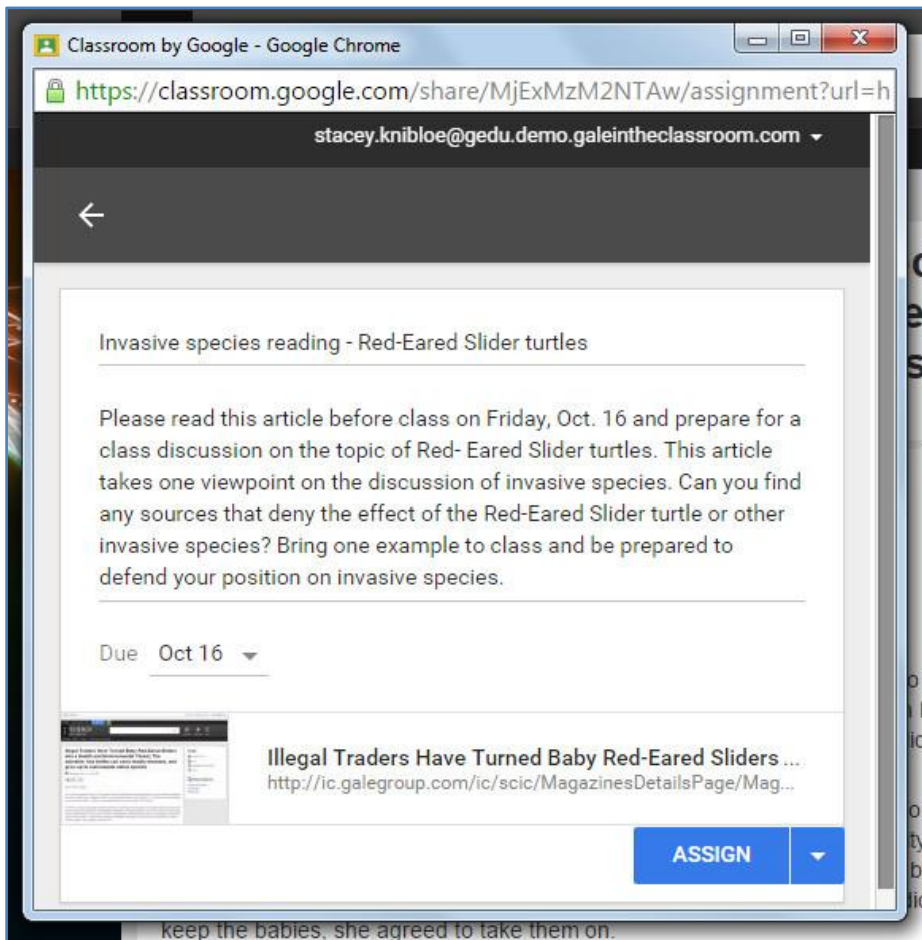 Classroom by Google - Google Chrome
https://classroom.google.com/share/MjExMzM2NTAw/assignment?url=h
stacey.knibloe@gedu.demo.galeintheclassroom.com
Invasive species reading - Red-Eared Slider turtles
Please read this article before class on Friday, Oct. 16 and prepare for a
class discussion on the topic of Red- Eared Slider turtles. This article
takes one viewpoint on the discussion of invasive species. Can you find
any sources that deny the effect of the Red-Eared Slider turtle or other
invasive species? Bring one example to class and be prepared to
defend your position on invasive species.
Due Oct 16
Illegal Traders Have Turned Baby Red-Eared Sliders ...
http://ic.galegroup.com/ic/scic/MagazinesDetailsPage/Mag...
ASSIGN
keep the babies, she agreed to take them on.